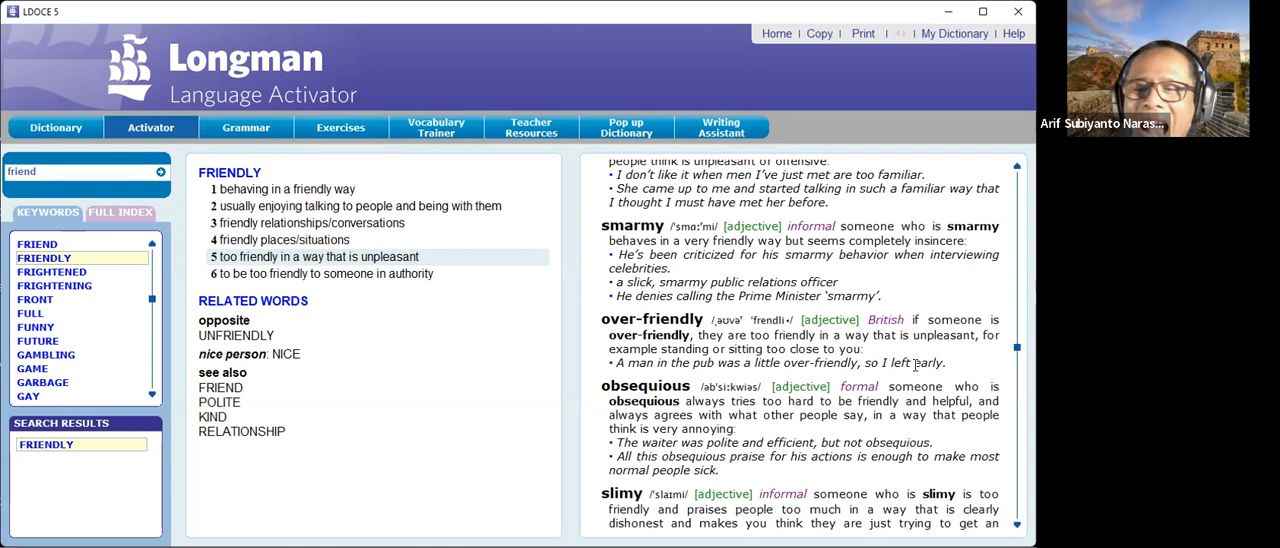 LDOCE 5
Home | Copy | Print | | My Dictionary | Help
Longman
Language Activator
Dictionary
Activator
Grammar
Exercises
Vocabulary
Trainer
Teacher
Resources
Pop up
Dictionary
Writing
Assistant
friend
KEYWORDS
FULL INDEX
FRIEND
FRIENDLY
FRIGHTENED
FRIGHTENING
FRONT
FULL
FUNNY
FUTURE
GAMBLING
GAME
GARBAGE
GAY
SEARCH RESULTS
FRIENDLY
FRIENDLY
1 behaving in a friendly way
2 usually enjoying talking to people and being with them
3 friendly relationships/conversations
4 friendly places/situations
5 too friendly in a way that is unpleasant
6 to be too friendly to someone in authority
RELATED WORDS
opposite
UNFRIENDLY
nice person: NICE
see also
FRIEND
POLITE
KIND
RELATIONSHIP
people think is unpleasant or offensive:
• I don't like it when men I've just met are too familiar.
• She came up to me and started talking in such a familiar way that
I thought I must have met her before.
smarmy /ˈsmɑːʳmi/ [adjective] informal someone who is smarmy
behaves in a very friendly way but seems completely insincere:
• He's been criticized for his smarmy behavior when interviewing
celebrities.
• a slick, smarmy public relations officer
• He denies calling the Prime Minister 'smarmy'.
over-friendly /ˌəʊvəʳ ˈfrendli◂/ [adjective] British if someone is
over-friendly, they are too friendly in a way that is unpleasant, for
example standing or sitting too close to you:
• A man in the pub was a little over-friendly, so I left early.
obsequious /əbˈsiːkwiəs/ [adjective] formal someone who is
obsequious always tries too hard to be friendly and helpful, and
always agrees with what other people say, in a way that people
think is very annoying:
• The waiter was polite and efficient, but not obsequious.
• All this obsequious praise for his actions is enough to make most
normal people sick.
slimy /ˈslaɪmi/ [adjective] informal someone who is slimy is too
friendly and praises people too much in a way that is clearly
dishonest and makes you think they are just trying to get an
Arif Subiyanto Naras...